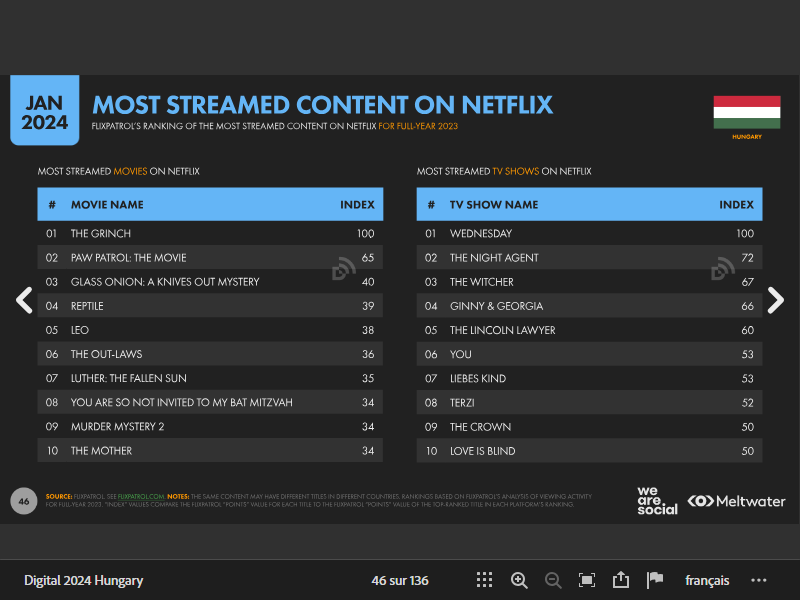 JAN
2024
MOST STREAMED CONTENT ON NETFLIX
FLIXPATROL'S RANKING OF THE MOST STREAMED CONTENT ON NETFLIX FOR FULL-YEAR 2023
HUNGARY
MOST STREAMED MOVIES ON NETFLIX
# MOVIE NAME INDEX
01 THE GRINCH 100
02 PAW PATROL: THE MOVIE 65
03 GLASS ONION: A KNIVES OUT MYSTERY 40
04 REPTILE 39
05 LEO 38
06 THE OUT-LAWS 36
07 LUTHER: THE FALLEN SUN 35
08 YOU ARE SO NOT INVITED TO MY BAT MITZVAH 34
09 MURDER MYSTERY 2 34
10 THE MOTHER 34
MOST STREAMED TV SHOWS ON NETFLIX
# TV SHOW NAME INDEX
01 WEDNESDAY 100
02 THE NIGHT AGENT 72
03 THE WITCHER 67
04 GINNY & GEORGIA 66
05 THE LINCOLN LAWYER 60
06 YOU 53
07 LIEBES KIND 53
08 TERZI 52
09 THE CROWN 50
10 LOVE IS BLIND 50
46
SOURCE: FLIXPATROL. SEE FLIXPATROL.COM. NOTES: THE SAME CONTENT MAY HAVE DIFFERENT TITLES IN DIFFERENT COUNTRIES. RANKINGS BASED ON FLIXPATROL'S ANALYSIS OF VIEWING ACTIVITY
FOR FULL-YEAR 2023. "INDEX" VALUES COMPARE THE FLIXPATROL "POINTS" VALUE FOR EACH TITLE TO THE FLIXPATROL "POINTS" VALUE OF THE TOP-RANKED TITLE IN EACH PLATFORM'S RANKING.
we
are.
social
Meltwater
Digital 2024 Hungary
46 sur 136
français